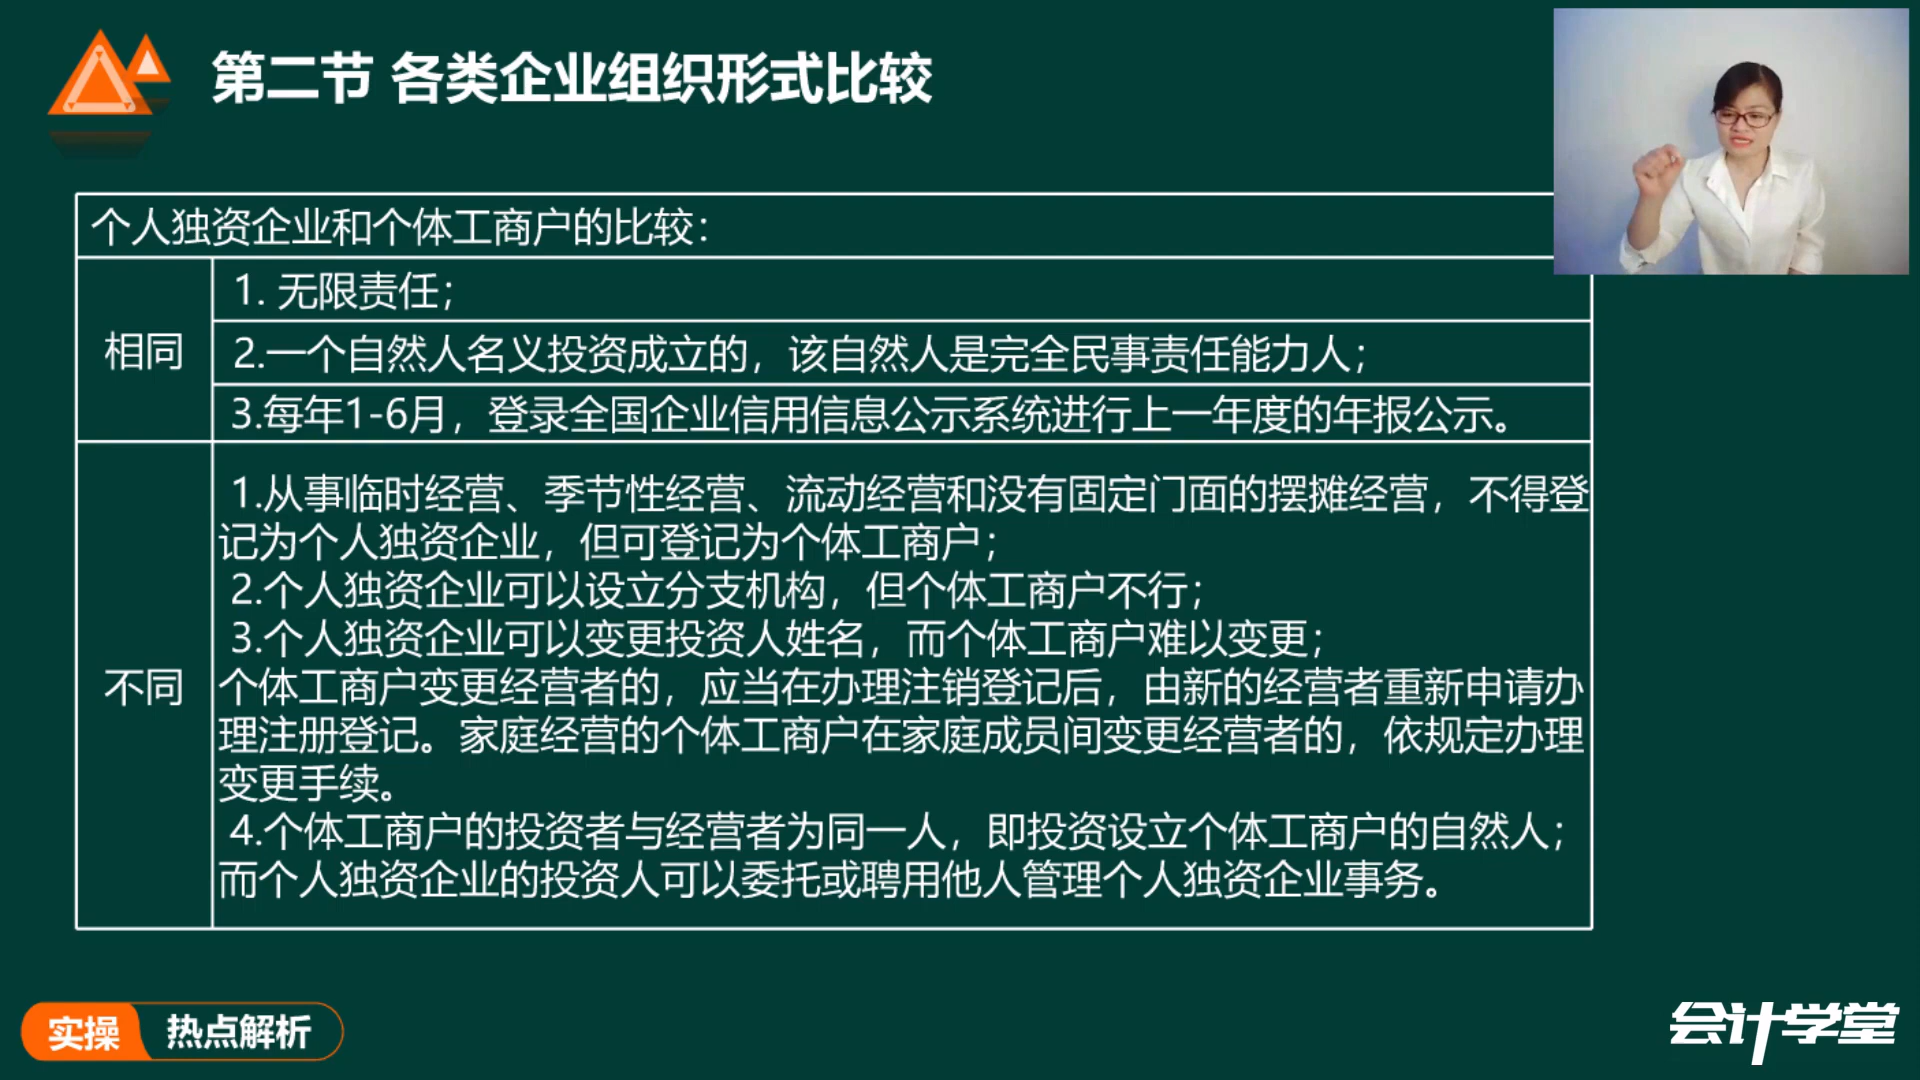 第二节 各类企业组织形式比较
个人独资企业和个体工商户的比较：
相同
1. 无限责任；
2.一个自然人名义投资成立的，该自然人是完全民事责任能力人；
3.每年1-6月，登录全国企业信用信息公示系统进行上一年度的年报公示。
不同
1.从事临时经营、季节性经营、流动经营和没有固定门面的摆摊经营，不得登
记为个人独资企业，但可登记为个体工商户；
2.个人独资企业可以设立分支机构，但个体工商户不行；
3.个人独资企业可以变更投资人姓名，而个体工商户难以变更；
个体工商户变更经营者的，应当在办理注销登记后，由新的经营者重新申请办
理注册登记。家庭经营的个体工商户在家庭成员间变更经营者的，依规定办理
变更手续。
4.个体工商户的投资者与经营者为同一人，即投资设立个体工商户的自然人；
而个人独资企业的投资人可以委托或聘用他人管理个人独资企业事务。
实操 热点解析
会计学堂